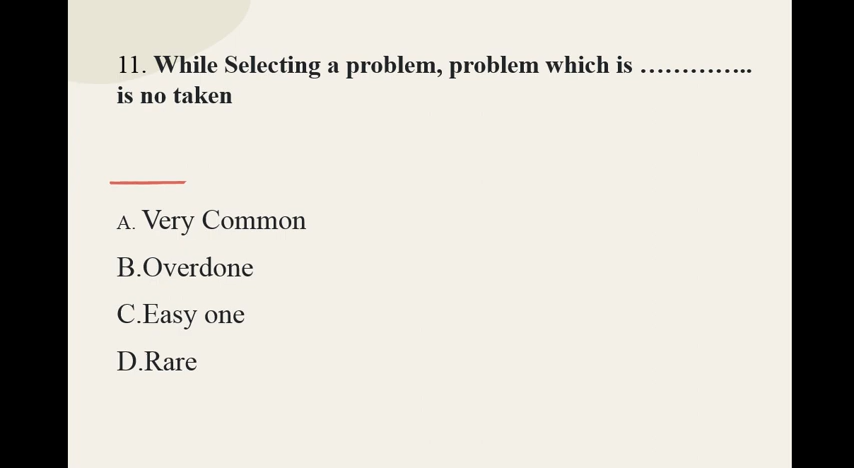 11. While Selecting a problem, problem which is …………..
is no taken
A. Very Common
B.Overdone
C.Easy one
D.Rare